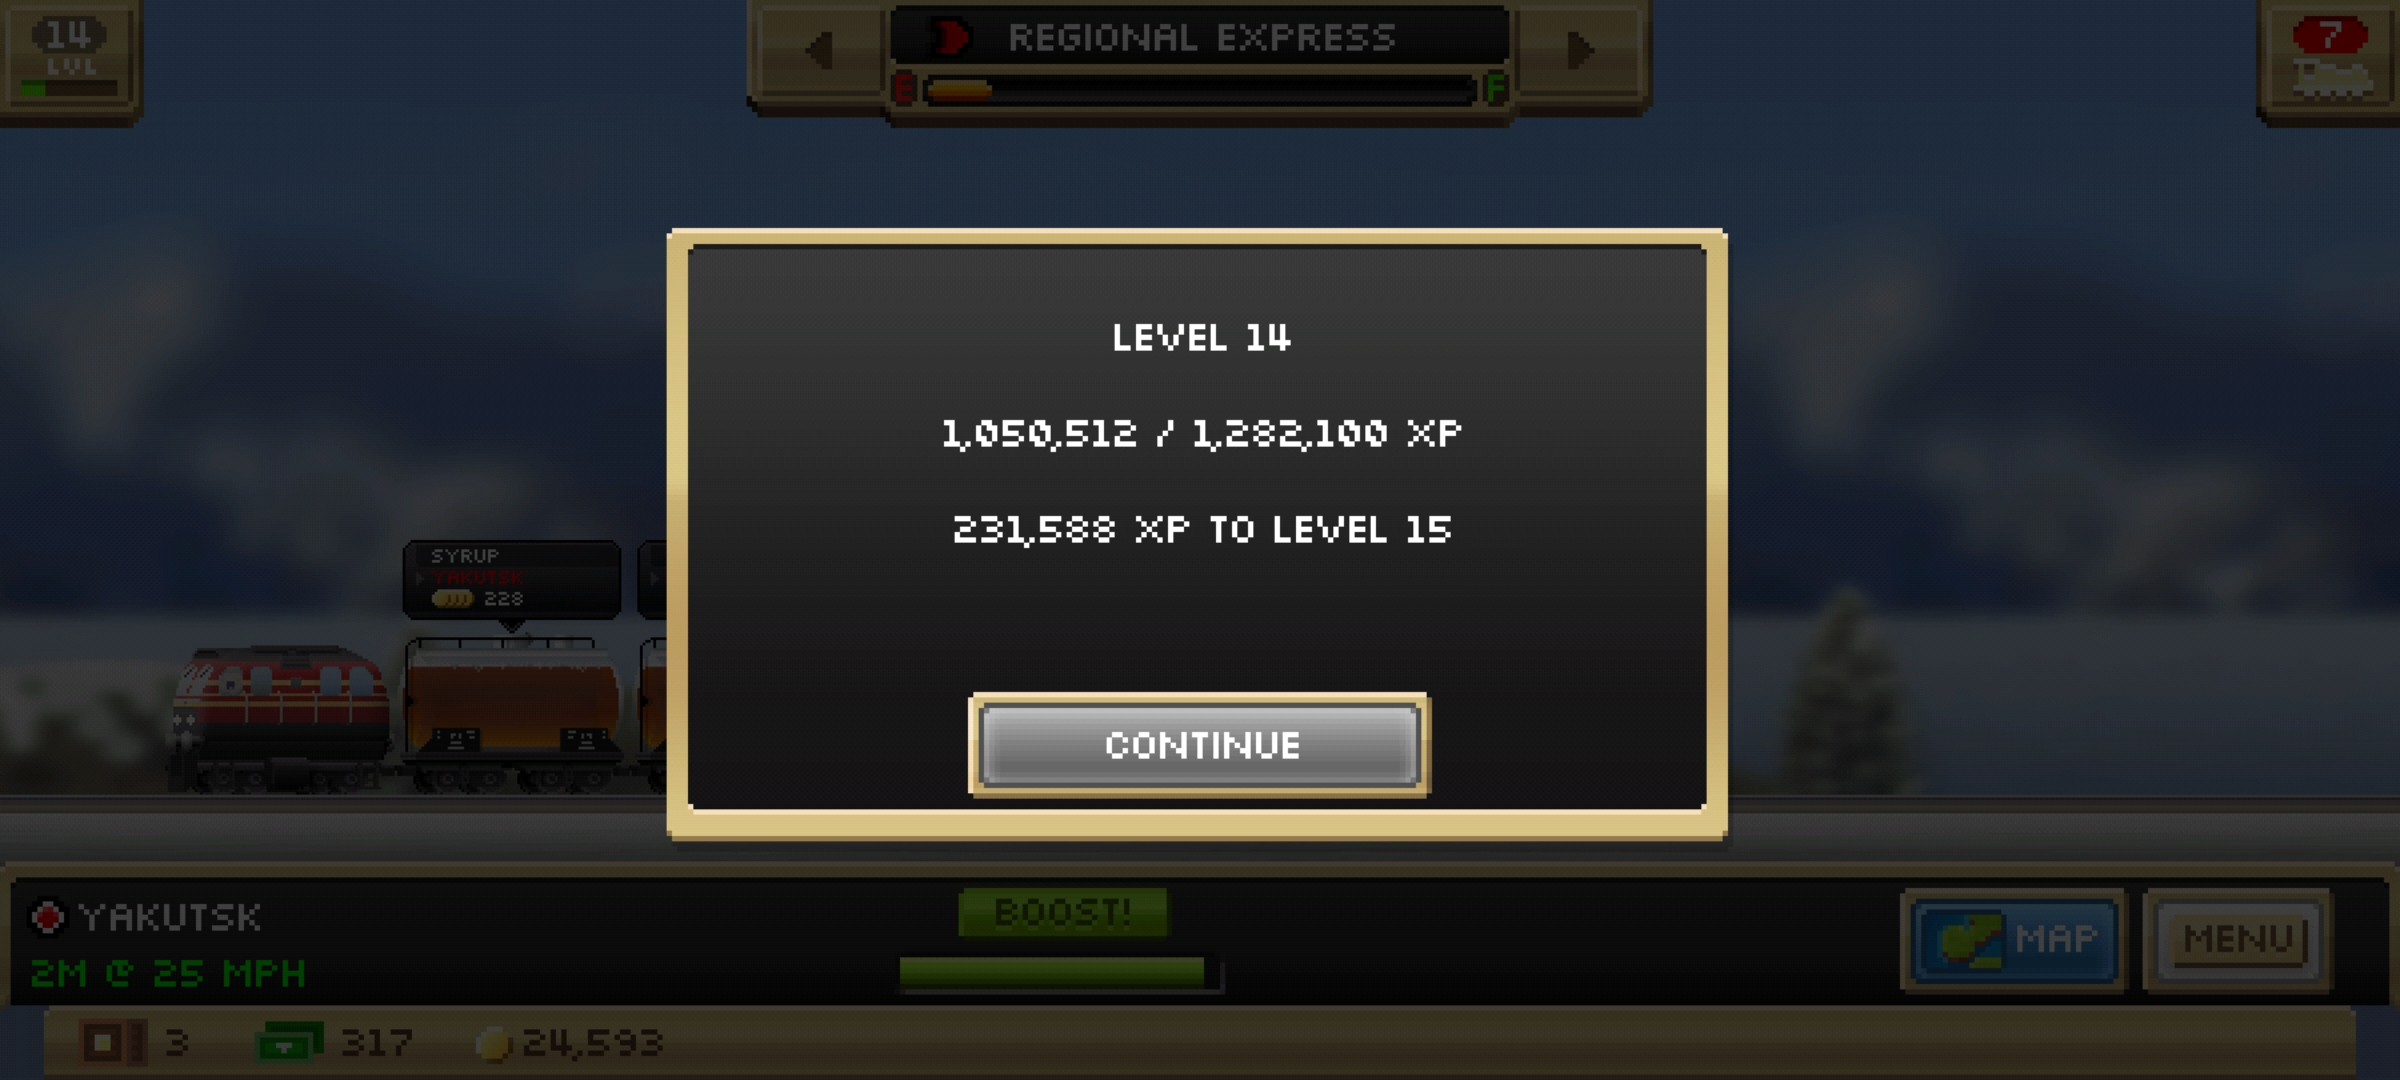 14
LVL
REGIONAL EXPRESS
E
F
7
LEVEL 14
1,050,512 / 1,282,100 XP
231,588 XP TO LEVEL 15
SYRUP
YAKUTSK
228
CONTINUE
YAKUTSK
2M @ 25 MPH
BOOST!
MAP
MENU
3
317
24,593